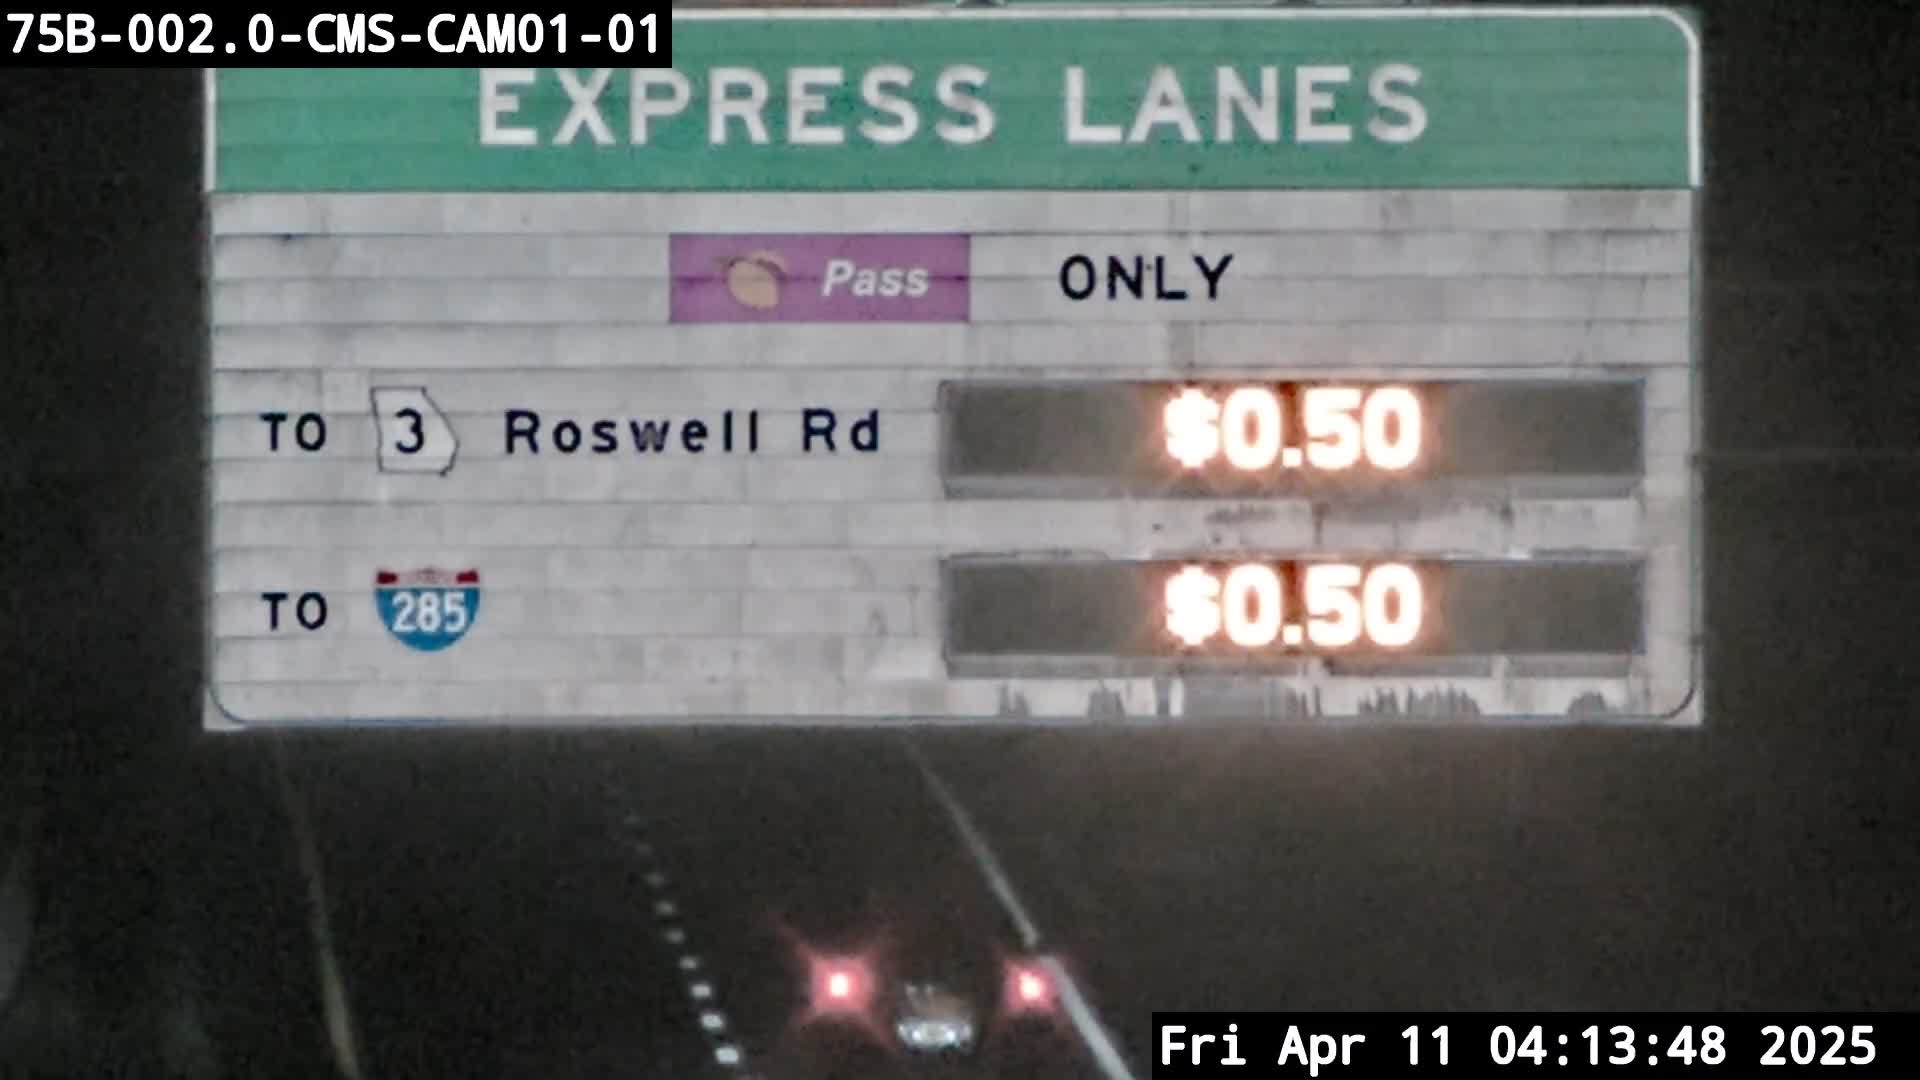 75B-002.0-CMS-CAM01-01
EXPRESS LANES
Pass ONLY
TO 3 Roswell Rd $0.50
TO 285 $0.50
Fri Apr 11 04:13:48 2025